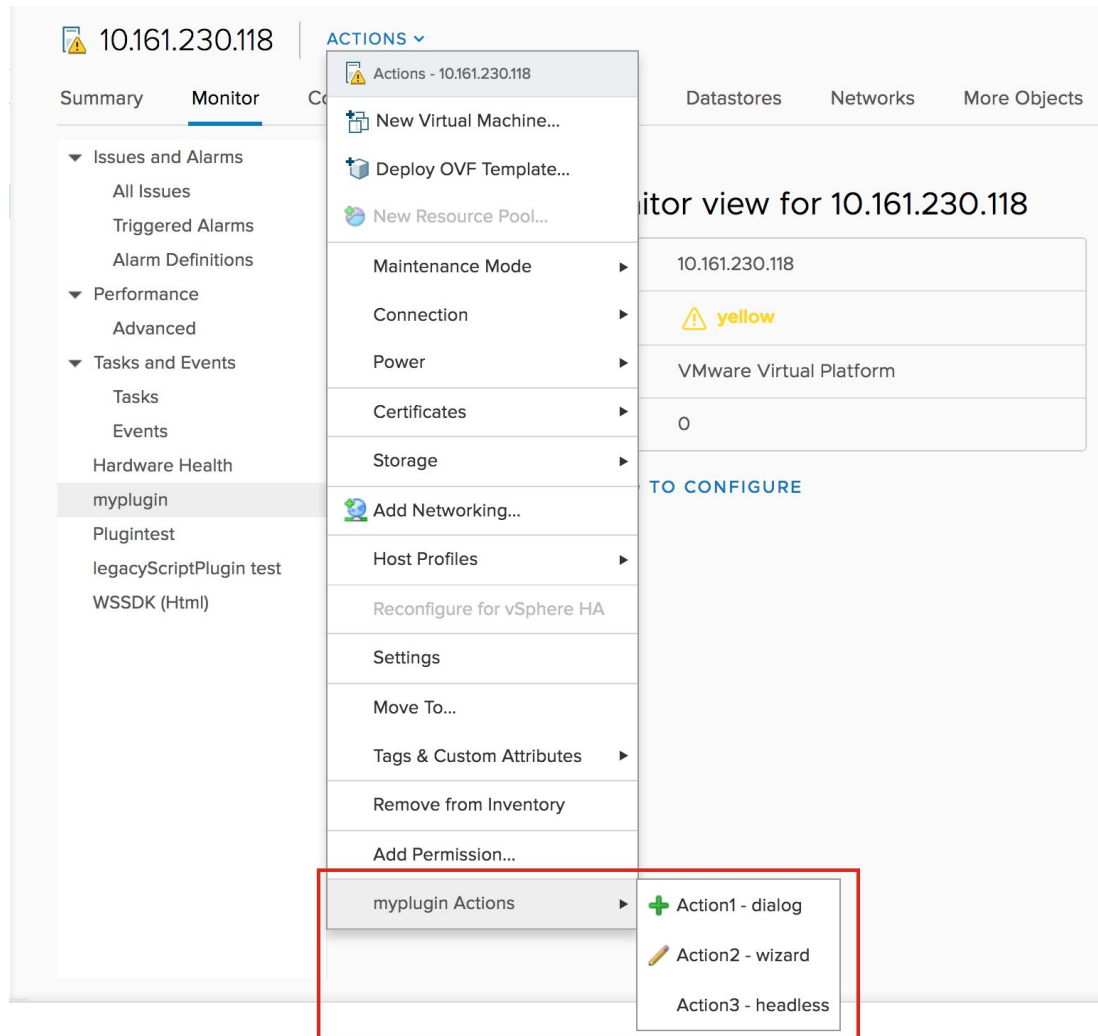 10.161.230.118
ACTIONS
Actions - 10.161.230.118
Summary
Monitor
Datastores
Networks
More Objects
Issues and Alarms
All Issues
Triggered Alarms
Alarm Definitions
Performance
Advanced
Tasks and Events
Tasks
Events
Hardware Health
myplugin
Plugintest
legacyScriptPlugin test
WSSDK (Html)
New Virtual Machine...
Deploy OVF Template...
New Resource Pool...
Maintenance Mode
Connection
Power
Certificates
Storage
Add Networking...
Host Profiles
Reconfigure for vSphere HA
Settings
Move To...
Tags & Custom Attributes
Remove from Inventory
Add Permission...
myplugin Actions
Action1 - dialog
Action2 - wizard
Action3 - headless
view for 10.161.230.118
10.161.230.118
yellow
VMware Virtual Platform
0
TO CONFIGURE